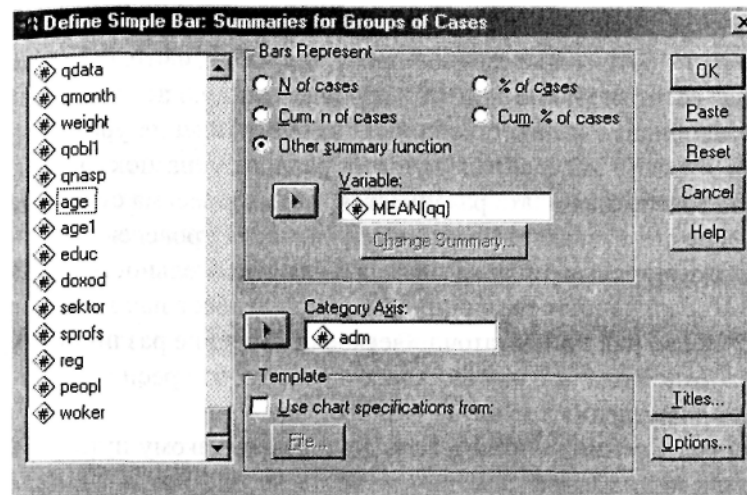 Define Simple Bar: Summaries for Groups of Cases
qdata
qmonth
weight
qobl1
qnasp
age
age1
educ
doxod
sektor
sprofs
reg
peopl
woker
Bars Represent
N of cases
% of cases
Cum. n of cases
Cum. % of cases
Other summary function
Variable:
MEAN(qq)
Change Summary...
Category Axis:
adm
Template
Use chart specifications from:
File...
OK
Paste
Reset
Cancel
Help
Titles...
Options...